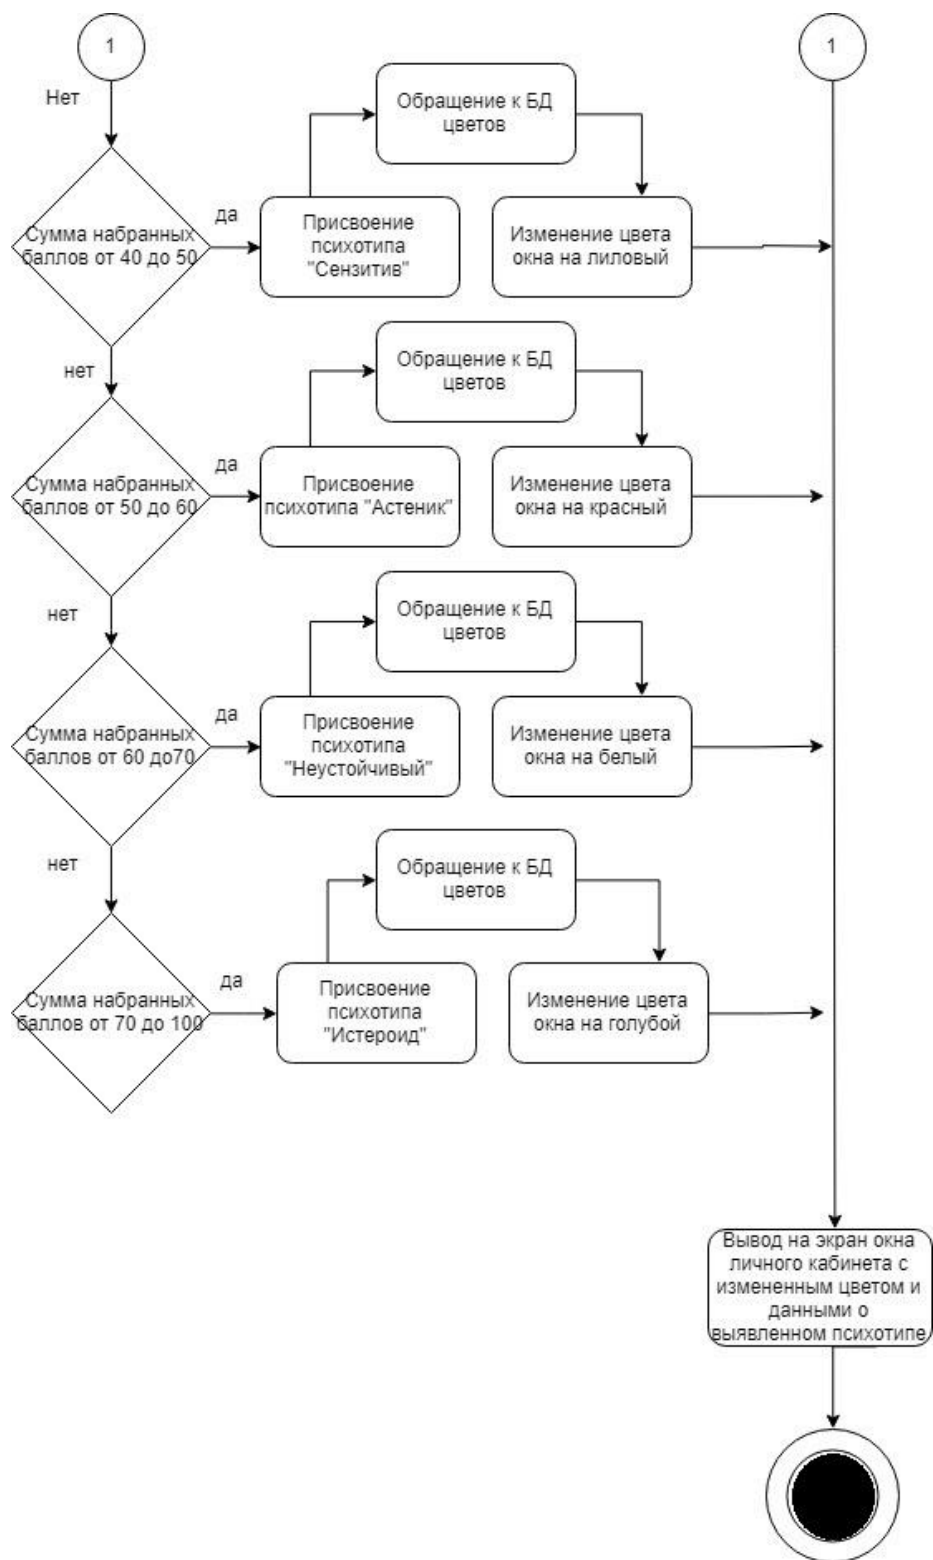 1
1
Нет
Обращение к БД
цветов
да
Сумма набранных
баллов от 40 до 50
Присвоение
психотипа
"Сензитив"
Изменение цвета
окна на лиловый
нет
Обращение к БД
цветов
да
Сумма набранных
баллов от 50 до 60
Присвоение
психотипа "Астеник"
Изменение цвета
окна на красный
нет
Обращение к БД
цветов
да
Сумма набранных
баллов от 60 до70
Присвоение
психотипа
"Неустойчивый"
Изменение цвета
окна на белый
нет
Обращение к БД
цветов
да
Сумма набранных
баллов от 70 до 100
Присвоение
психотипа
"Истероид"
Изменение цвета
окна на голубой
Вывод на экран окна
личного кабинета с
измененным цветом и
данными о
выявленном психотипе